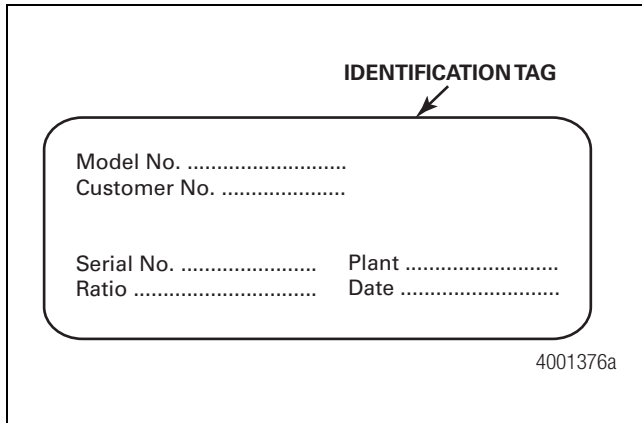 IDENTIFICATION TAG
Model No. ...........................
Customer No. .....................
Serial No. ....................... Plant ..........................
Ratio ............................... Date ...........................
4001376a